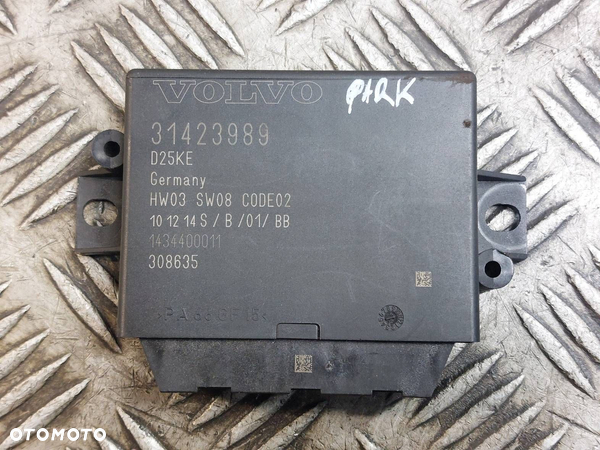 VOLVO
PARK
31423989
D25KE
Germany
HW03 SW08 CODE02
10 12 14 S / B /01/ BB
1434400011
308635
OTOMOTO